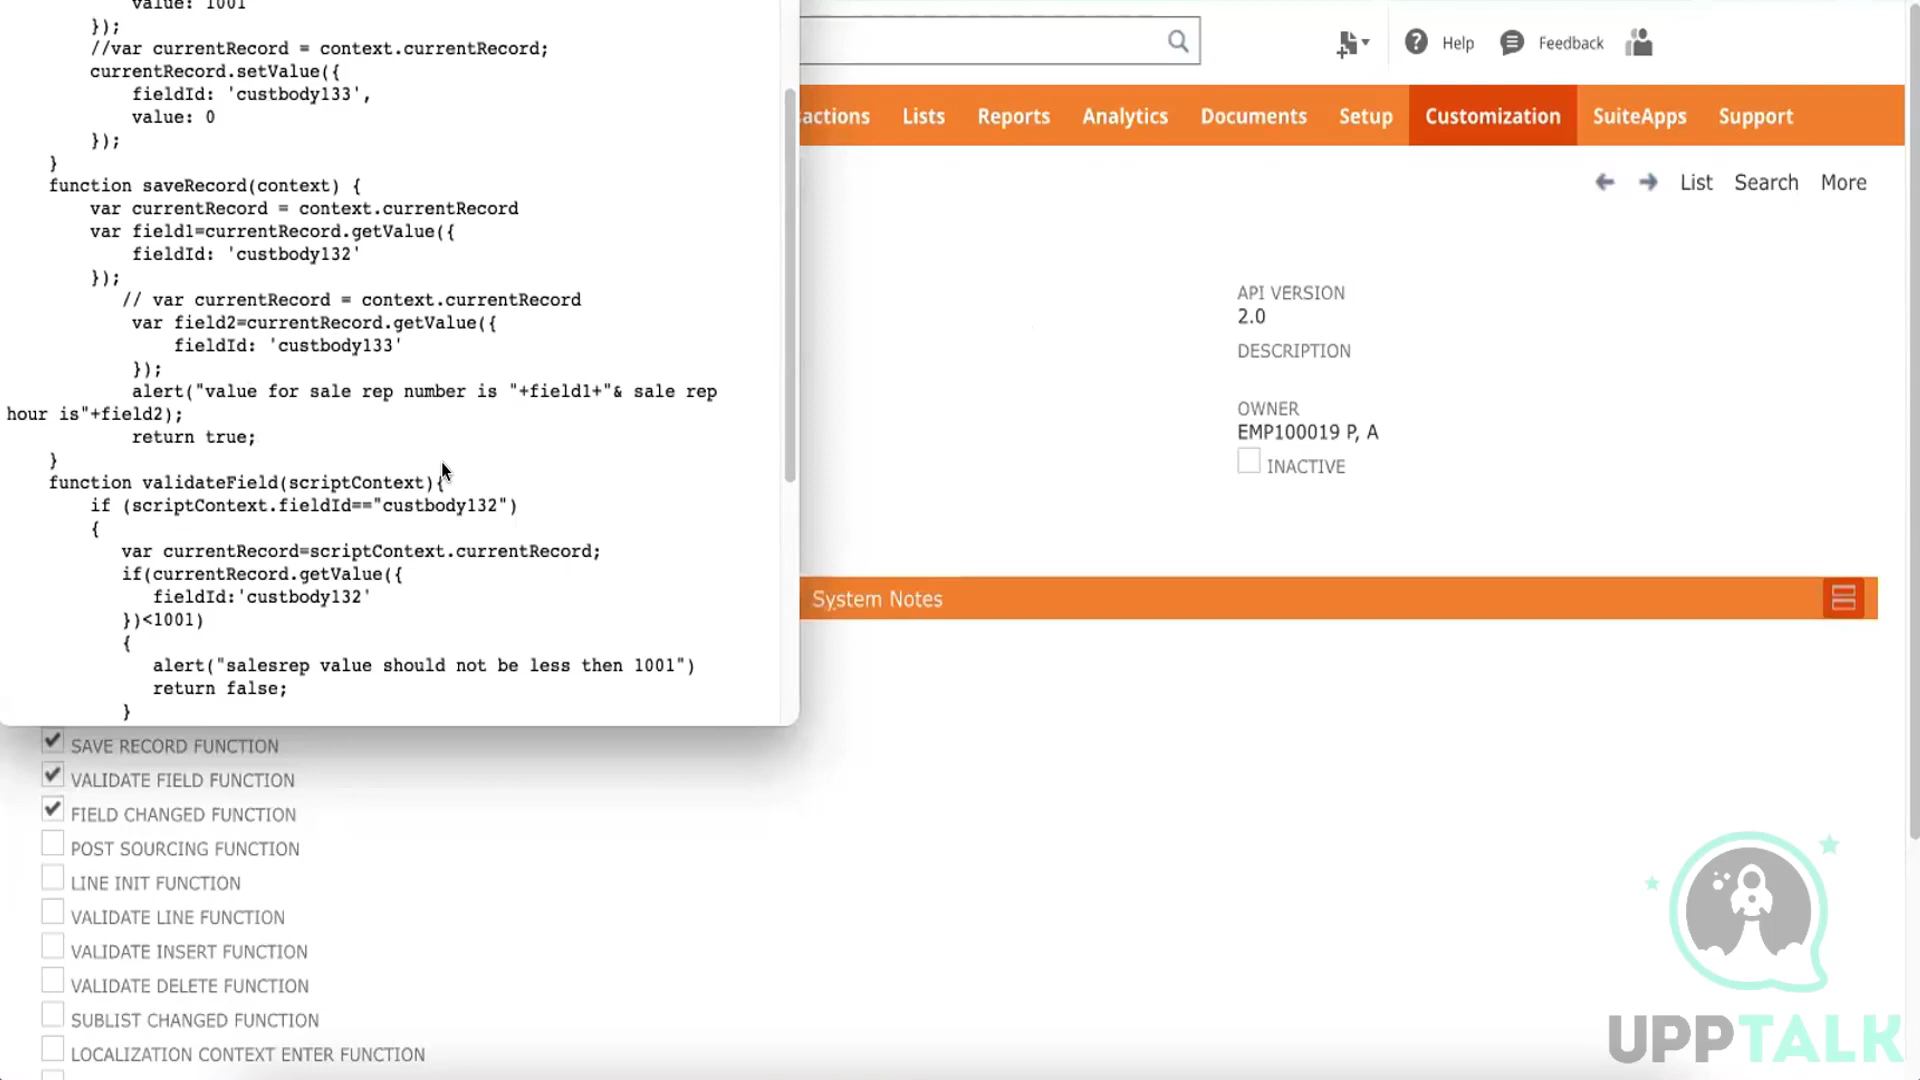 value: 1001
});
//var currentRecord = context.currentRecord;
currentRecord.setValue({
fieldId: 'custbody133',
value: 0
});
}
function saveRecord(context) {
var currentRecord = context.currentRecord
var field1=currentRecord.getValue({
fieldId: 'custbody132'
});
// var currentRecord = context.currentRecord
var field2=currentRecord.getValue({
fieldId: 'custbody133'
});
alert("value for sale rep number is "+field1+"& sale rep
hour is"+field2);
return true;
}
function validateField(scriptContext){
if (scriptContext.fieldId=="custbody132")
{
var currentRecord=scriptContext.currentRecord;
if(currentRecord.getValue({
fieldId:'custbody132'
})<1001)
{
alert("salesrep value should not be less then 1001")
return false;
}
Help Feedback
actions Lists Reports Analytics Documents Setup Customization SuiteApps Support
List Search More
API VERSION
2.0
DESCRIPTION
OWNER
EMP100019 P, A
INACTIVE
System Notes
SAVE RECORD FUNCTION
VALIDATE FIELD FUNCTION
FIELD CHANGED FUNCTION
POST SOURCING FUNCTION
LINE INIT FUNCTION
VALIDATE LINE FUNCTION
VALIDATE INSERT FUNCTION
VALIDATE DELETE FUNCTION
SUBLIST CHANGED FUNCTION
LOCALIZATION CONTEXT ENTER FUNCTION
UPPTALK